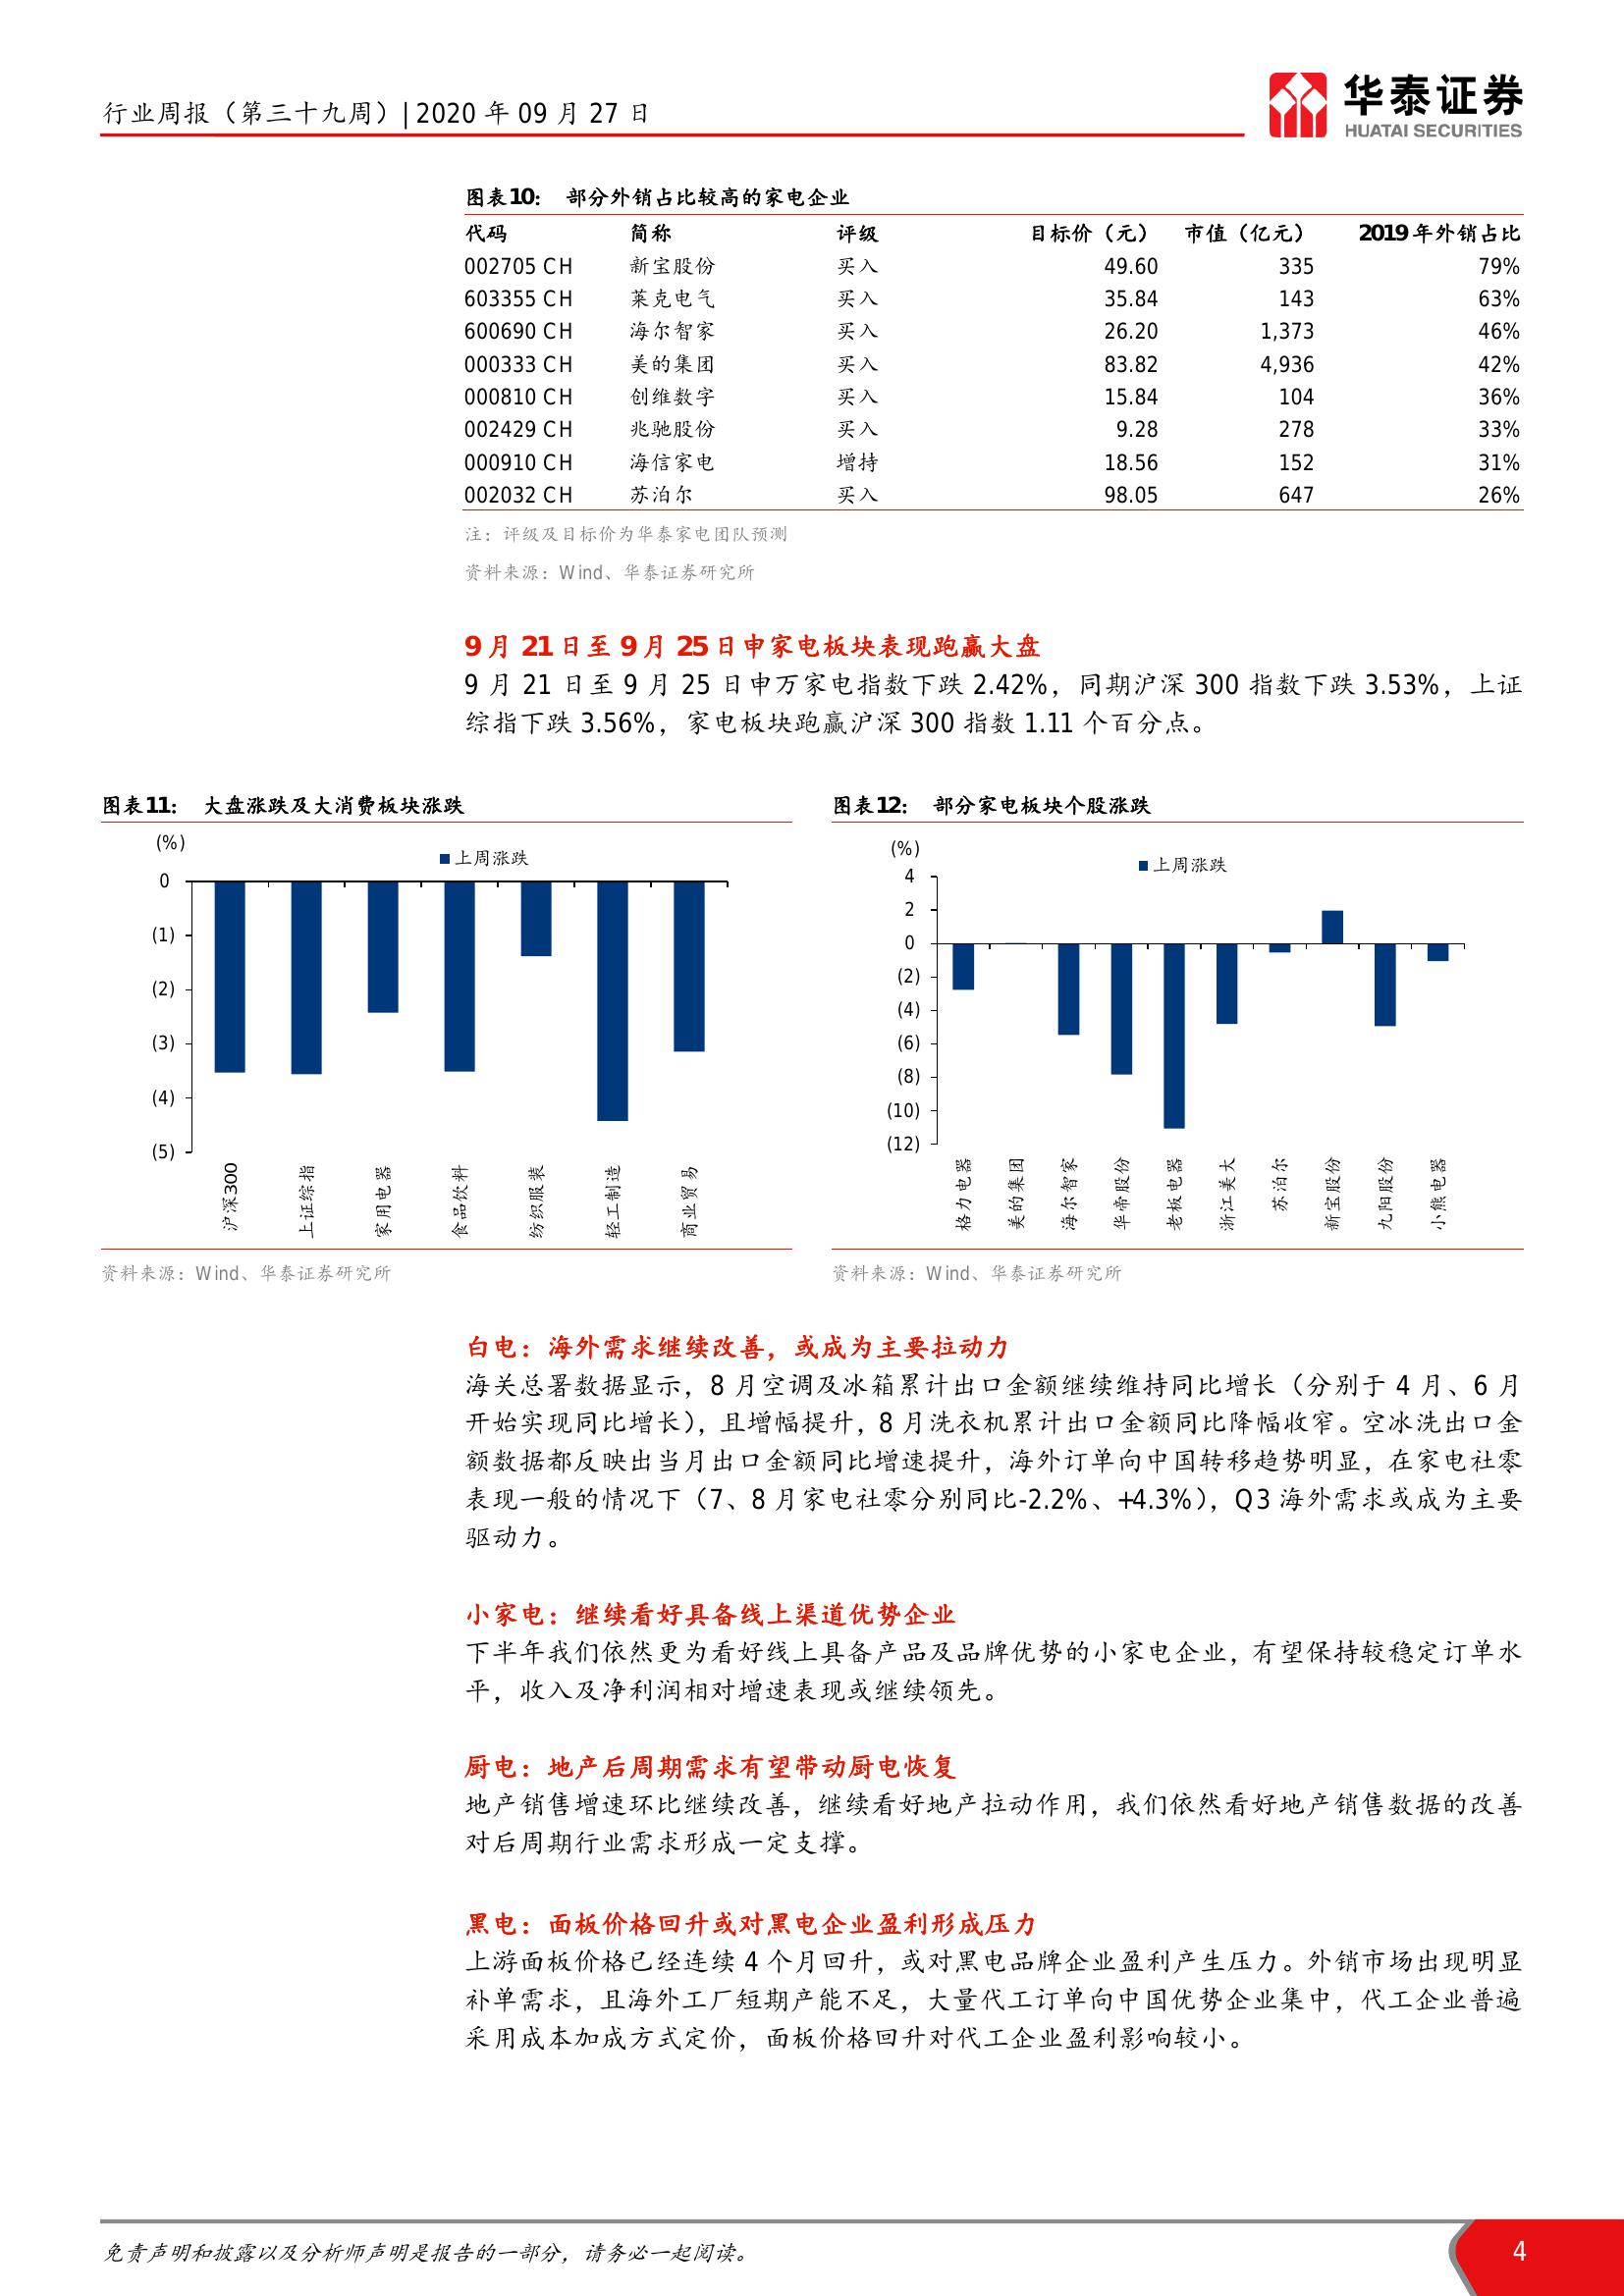 行业周报（第三十九周）| 2020 年 09 月 27 日
华泰证券
HUATAI SECURITIES
图表10： 部分外销占比较高的家电企业
代码 简称 评级 目标价（元） 市值（亿元） 2019 年外销占比
002705 CH 新宝股份 买入 49.60 335 79%
603355 CH 莱克电气 买入 35.84 143 63%
600690 CH 海尔智家 买入 26.20 1,373 46%
000333 CH 美的集团 买入 83.82 4,936 42%
000810 CH 创维数字 买入 15.84 104 36%
002429 CH 兆驰股份 买入 9.28 278 33%
000910 CH 海信家电 增持 18.56 152 31%
002032 CH 苏泊尔 买入 98.05 647 26%
注：评级及目标价为华泰家电团队预测
资料来源：Wind、华泰证券研究所
9 月 21 日至 9 月 25 日申家电板块表现跑赢大盘
9 月 21 日至 9 月 25 日申万家电指数下跌 2.42%，同期沪深 300 指数下跌 3.53%，上证
综指下跌 3.56%，家电板块跑赢沪深 300 指数 1.11 个百分点。
图表11： 大盘涨跌及大消费板块涨跌
(%)
上周涨跌
0
(1)
(2)
(3)
(4)
(5)
沪深300
上证综指
家用电器
食品饮料
纺织服装
轻工制造
商业贸易
资料来源：Wind、华泰证券研究所
图表12： 部分家电板块个股涨跌
(%)
上周涨跌
4
2
0
(2)
(4)
(6)
(8)
(10)
(12)
格力电器
美的集团
海尔智家
华帝股份
老板电器
浙江美大
苏泊尔
新宝股份
九阳股份
小熊电器
资料来源：Wind、华泰证券研究所
白电：海外需求继续改善，或成为主要拉动力
海关总署数据显示，8 月空调及冰箱累计出口金额继续维持同比增长（分别于 4 月、6 月
开始实现同比增长），且增幅提升，8 月洗衣机累计出口金额同比降幅收窄。空冰洗出口金
额数据都反映出当月出口金额同比增速提升，海外订单向中国转移趋势明显，在家电社零
表现一般的情况下（7、8 月家电社零分别同比-2.2%、+4.3%），Q3 海外需求或成为主要
驱动力。
小家电：继续看好具备线上渠道优势企业
下半年我们依然更为看好线上具备产品及品牌优势的小家电企业，有望保持较稳定订单水
平，收入及净利润相对增速表现或继续领先。
厨电：地产后周期需求有望带动厨电恢复
地产销售增速环比继续改善，继续看好地产拉动作用，我们依然看好地产销售数据的改善
对后周期行业需求形成一定支撑。
黑电：面板价格回升或对黑电企业盈利形成压力
上游面板价格已经连续 4 个月回升，或对黑电品牌企业盈利产生压力。外销市场出现明显
补单需求，且海外工厂短期产能不足，大量代工订单向中国优势企业集中，代工企业普遍
采用成本加成方式定价，面板价格回升对代工企业盈利影响较小。
免责声明和披露以及分析师声明是报告的一部分，请务必一起阅读。
4